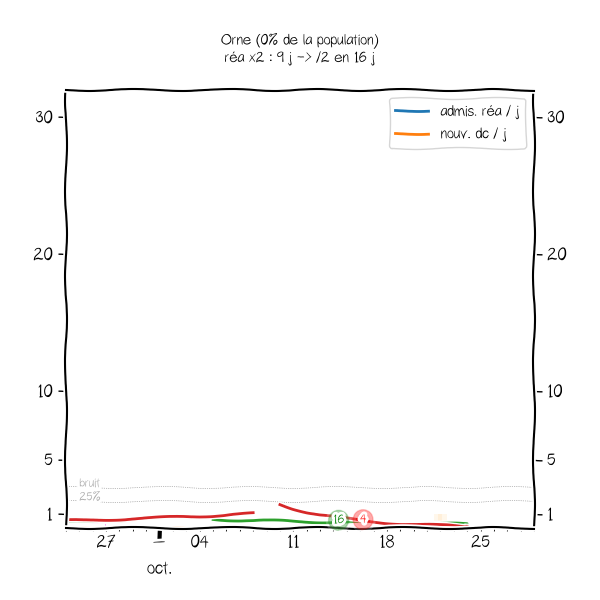 Orne (0% de la population)
réa x2 : 9 j -> /2 en 16 j
admis. réa / j
nouv. dc / j
30 30
20 20
10 10
5 5
bruit
25%
1 1
16 4
27 04 11 18 25
oct.